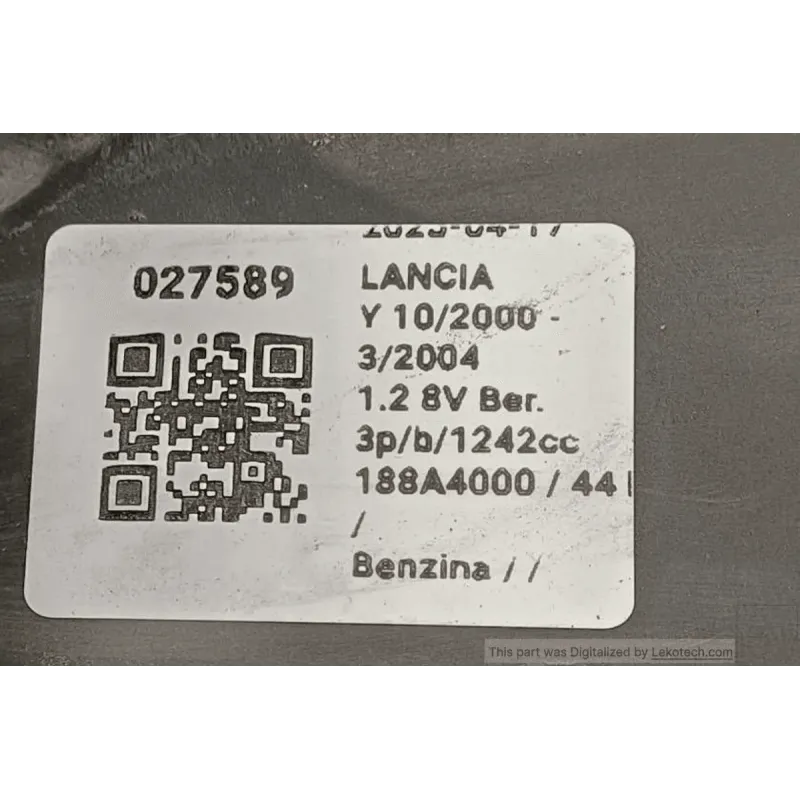 027589
LANCIA
Y 10/2000 -
3/2004
1.2 8V Ber.
3p/b/1242cc
188A4000 / 44
/
Benzina / /
This part was Digitalized by Lekotech.com